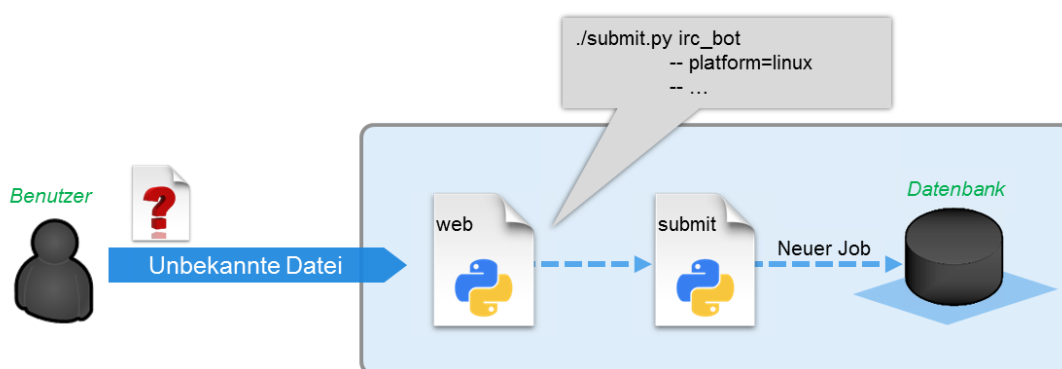 ./submit.py irc_bot
-- platform=linux
-- …
Benutzer
?
Unbekannte Datei
web
submit
Neuer Job
Datenbank